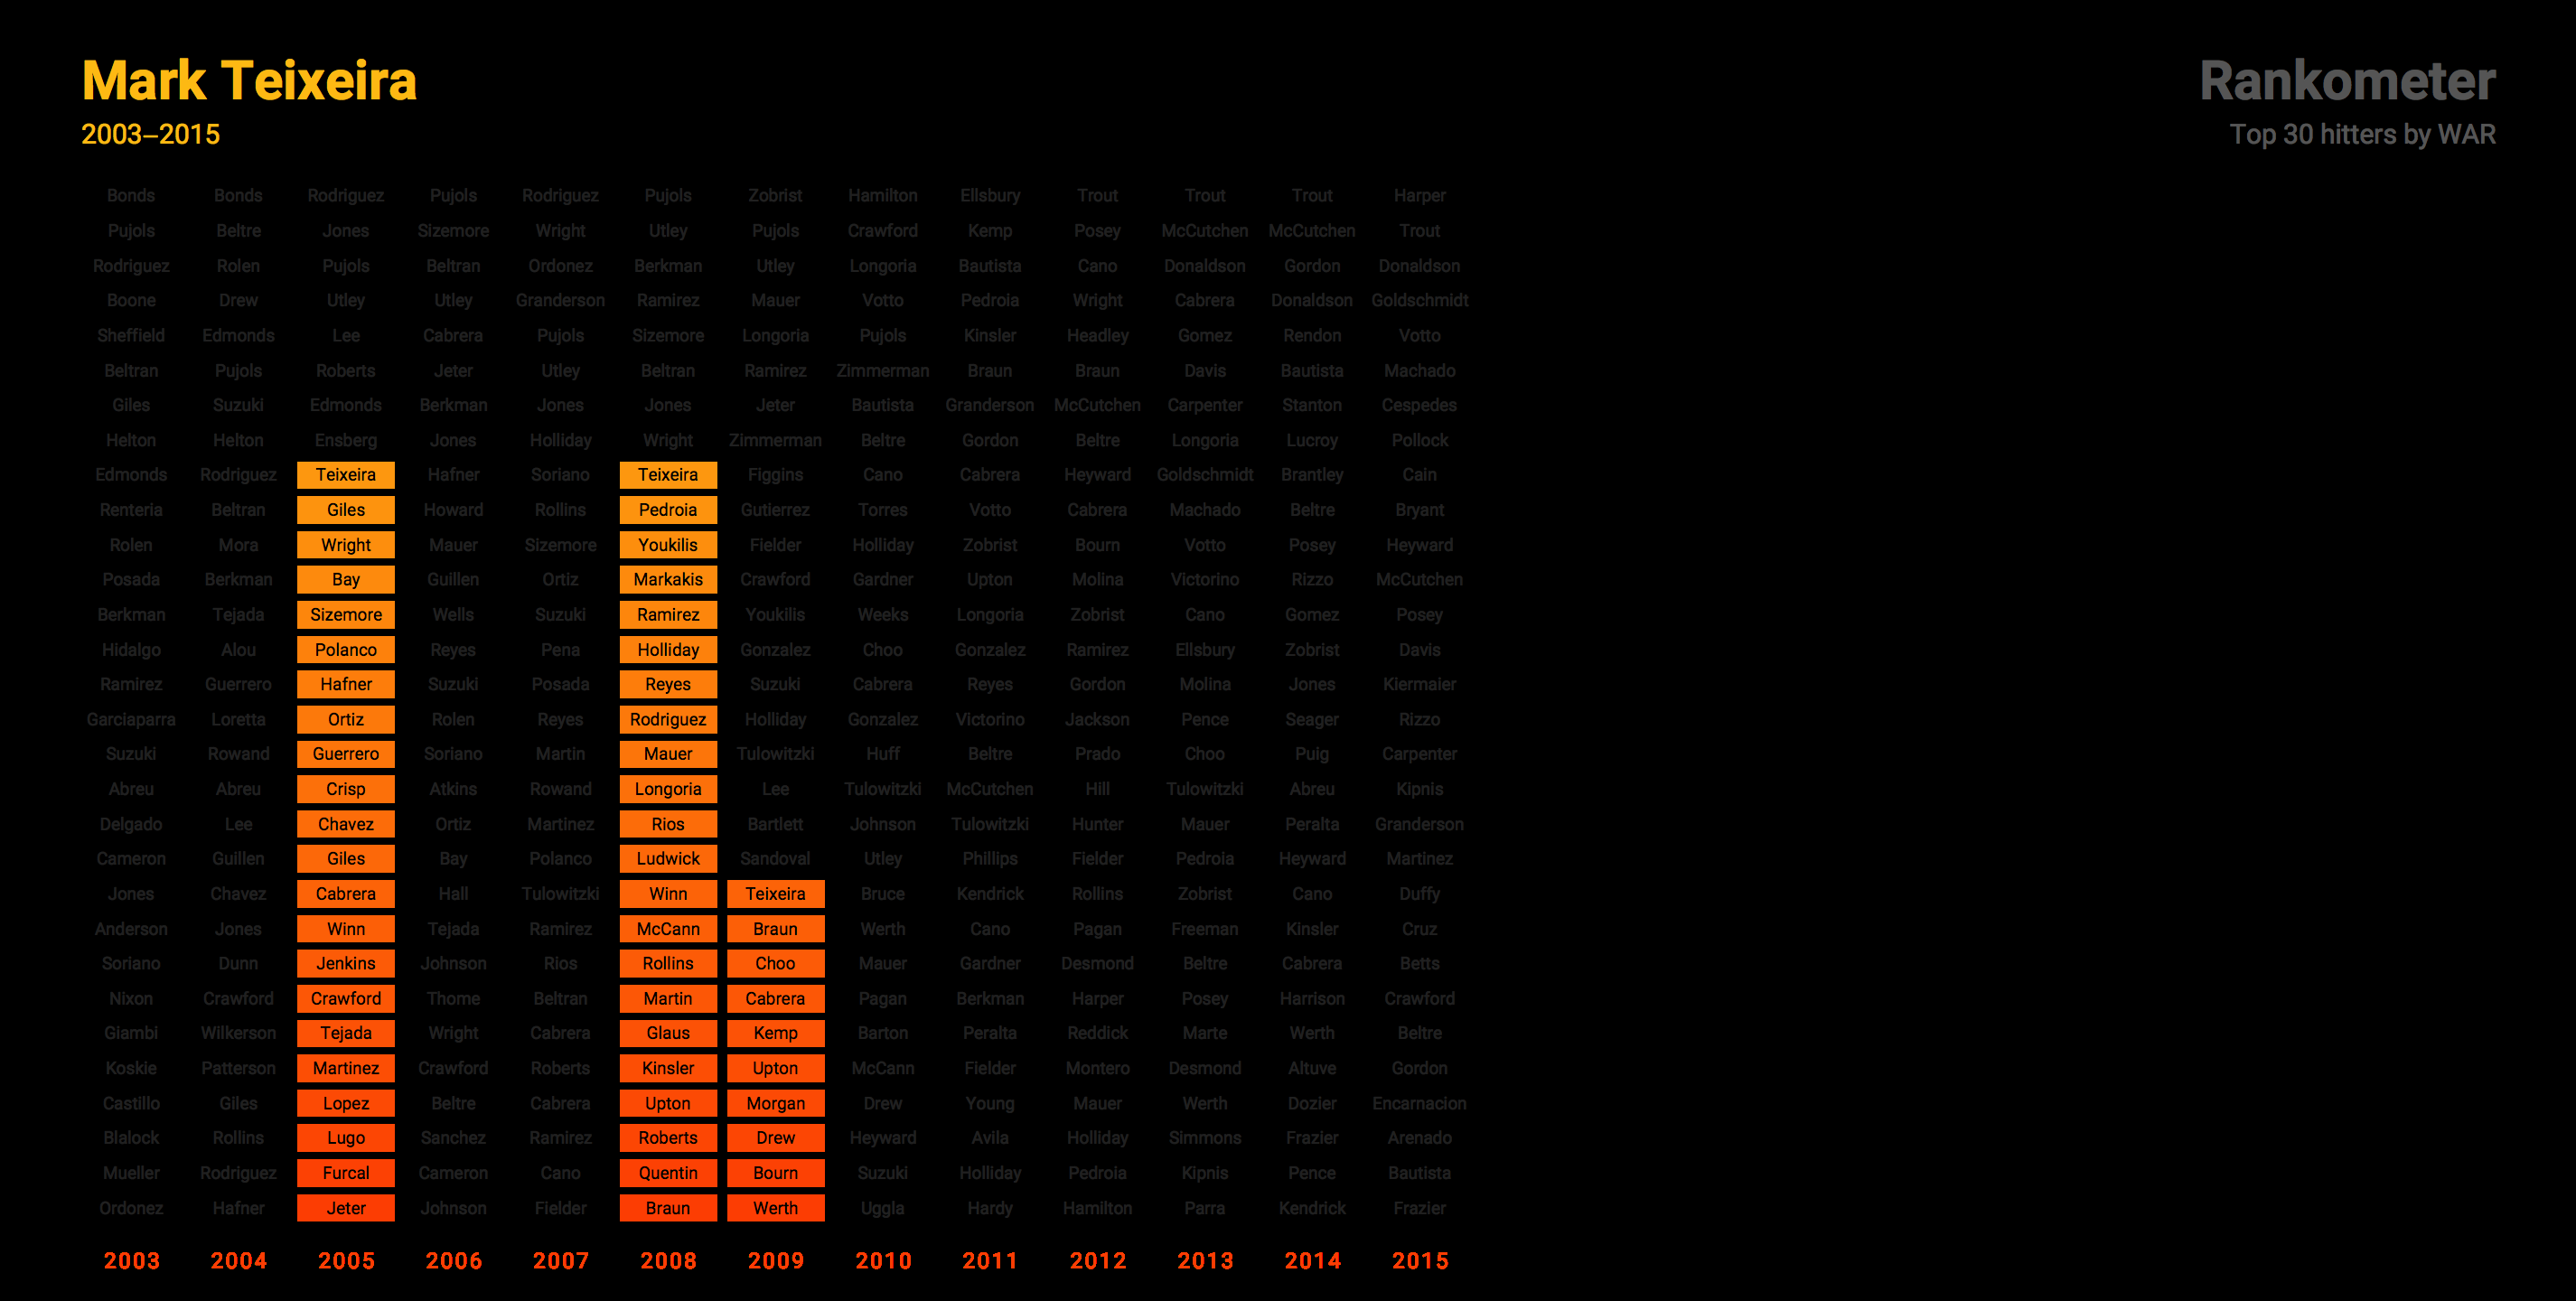 Mark Teixeira
Rankometer
2003–2015
Top 30 hitters by WAR
Bonds Bonds Rodriguez Pujols Rodriguez Pujols Zobrist Hamilton Ellsbury Trout Trout Trout Harper
Pujols Beltre Jones Sizemore Wright Utley Pujols Crawford Kemp Posey McCutchen McCutchen Trout
Rodriguez Rolen Pujols Beltran Ordonez Berkman Utley Longoria Bautista Cano Donaldson Gordon Donaldson
Boone Drew Utley Utley Granderson Ramirez Mauer Votto Pedroia Wright Cabrera Donaldson Goldschmidt
Sheffield Edmonds Lee Cabrera Pujols Sizemore Longoria Pujols Kinsler Headley Gomez Rendon Votto
Beltran Pujols Roberts Jeter Utley Beltran Ramirez Zimmerman Braun Braun Davis Bautista Machado
Giles Suzuki Edmonds Berkman Jones Jones Jeter Bautista Granderson McCutchen Carpenter Stanton Cespedes
Helton Helton Ensberg Jones Holliday Wright Zimmerman Beltre Gordon Beltre Longoria Lucroy Pollock
Edmonds Rodriguez Teixeira Hafner Soriano Teixeira Figgins Cano Cabrera Heyward Goldschmidt Brantley Cain
Renteria Beltran Giles Howard Rollins Pedroia Gutierrez Torres Votto Cabrera Machado Beltre Bryant
Rolen Mora Wright Mauer Sizemore Youkilis Fielder Holliday Zobrist Bourn Votto Posey Heyward
Posada Berkman Bay Guillen Ortiz Markakis Crawford Gardner Upton Molina Victorino Rizzo McCutchen
Berkman Tejada Sizemore Wells Suzuki Ramirez Youkilis Weeks Longoria Zobrist Cano Gomez Posey
Hidalgo Alou Polanco Reyes Pena Holliday Gonzalez Choo Gonzalez Ramirez Ellsbury Zobrist Davis
Ramirez Guerrero Hafner Suzuki Posada Reyes Suzuki Cabrera Reyes Gordon Molina Jones Kiermaier
Garciaparra Loretta Ortiz Rolen Reyes Rodriguez Holliday Gonzalez Victorino Jackson Pence Seager Rizzo
Suzuki Rowand Guerrero Soriano Martin Mauer Tulowitzki Huff Beltre Prado Choo Puig Carpenter
Abreu Abreu Crisp Atkins Rowand Longoria Lee Tulowitzki McCutchen Hill Tulowitzki Abreu Kipnis
Delgado Lee Chavez Ortiz Martinez Rios Bartlett Johnson Tulowitzki Hunter Mauer Peralta Granderson
Cameron Guillen Giles Bay Polanco Ludwick Sandoval Utley Phillips Fielder Pedroia Heyward Martinez
Jones Chavez Cabrera Hall Tulowitzki Winn Teixeira Bruce Kendrick Rollins Zobrist Cano Duffy
Anderson Jones Winn Tejada Ramirez McCann Braun Werth Cano Pagan Freeman Kinsler Cruz
Soriano Dunn Jenkins Johnson Rios Rollins Choo Mauer Gardner Desmond Beltre Cabrera Betts
Nixon Crawford Crawford Thome Beltran Martin Cabrera Pagan Berkman Harper Posey Harrison Crawford
Giambi Wilkerson Tejada Wright Cabrera Glaus Kemp Barton Peralta Reddick Marte Werth Beltre
Koskie Patterson Martinez Crawford Roberts Kinsler Upton McCann Fielder Montero Desmond Altuve Gordon
Castillo Giles Lopez Beltre Cabrera Upton Morgan Drew Young Mauer Werth Dozier Encarnacion
Blalock Rollins Lugo Sanchez Ramirez Roberts Drew Heyward Avila Holliday Simmons Frazier Arenado
Mueller Rodriguez Furcal Cameron Cano Quentin Bourn Suzuki Holliday Pedroia Kipnis Pence Bautista
Ordonez Hafner Jeter Johnson Fielder Braun Werth Uggla Hardy Hamilton Parra Kendrick Frazier
2003 2004 2005 2006 2007 2008 2009 2010 2011 2012 2013 2014 2015